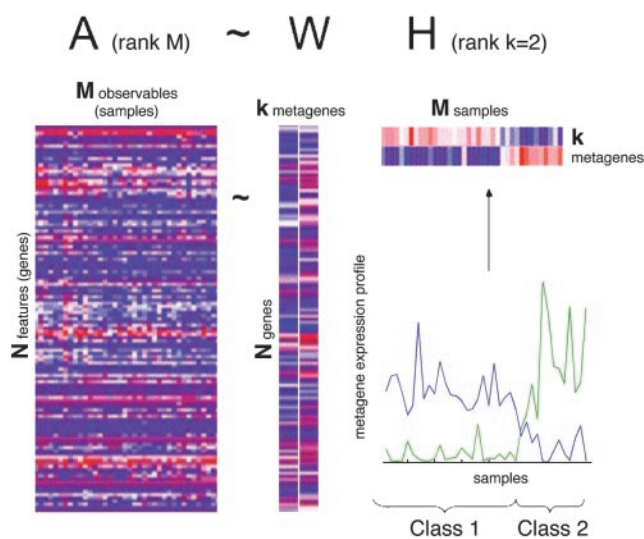 A (rank M) ~ W H (rank k=2)
M observables
(samples)
k metagenes
M samples
k
metagenes
~
N features (genes)
N genes
metagene expression profile
samples
Class 1 Class 2